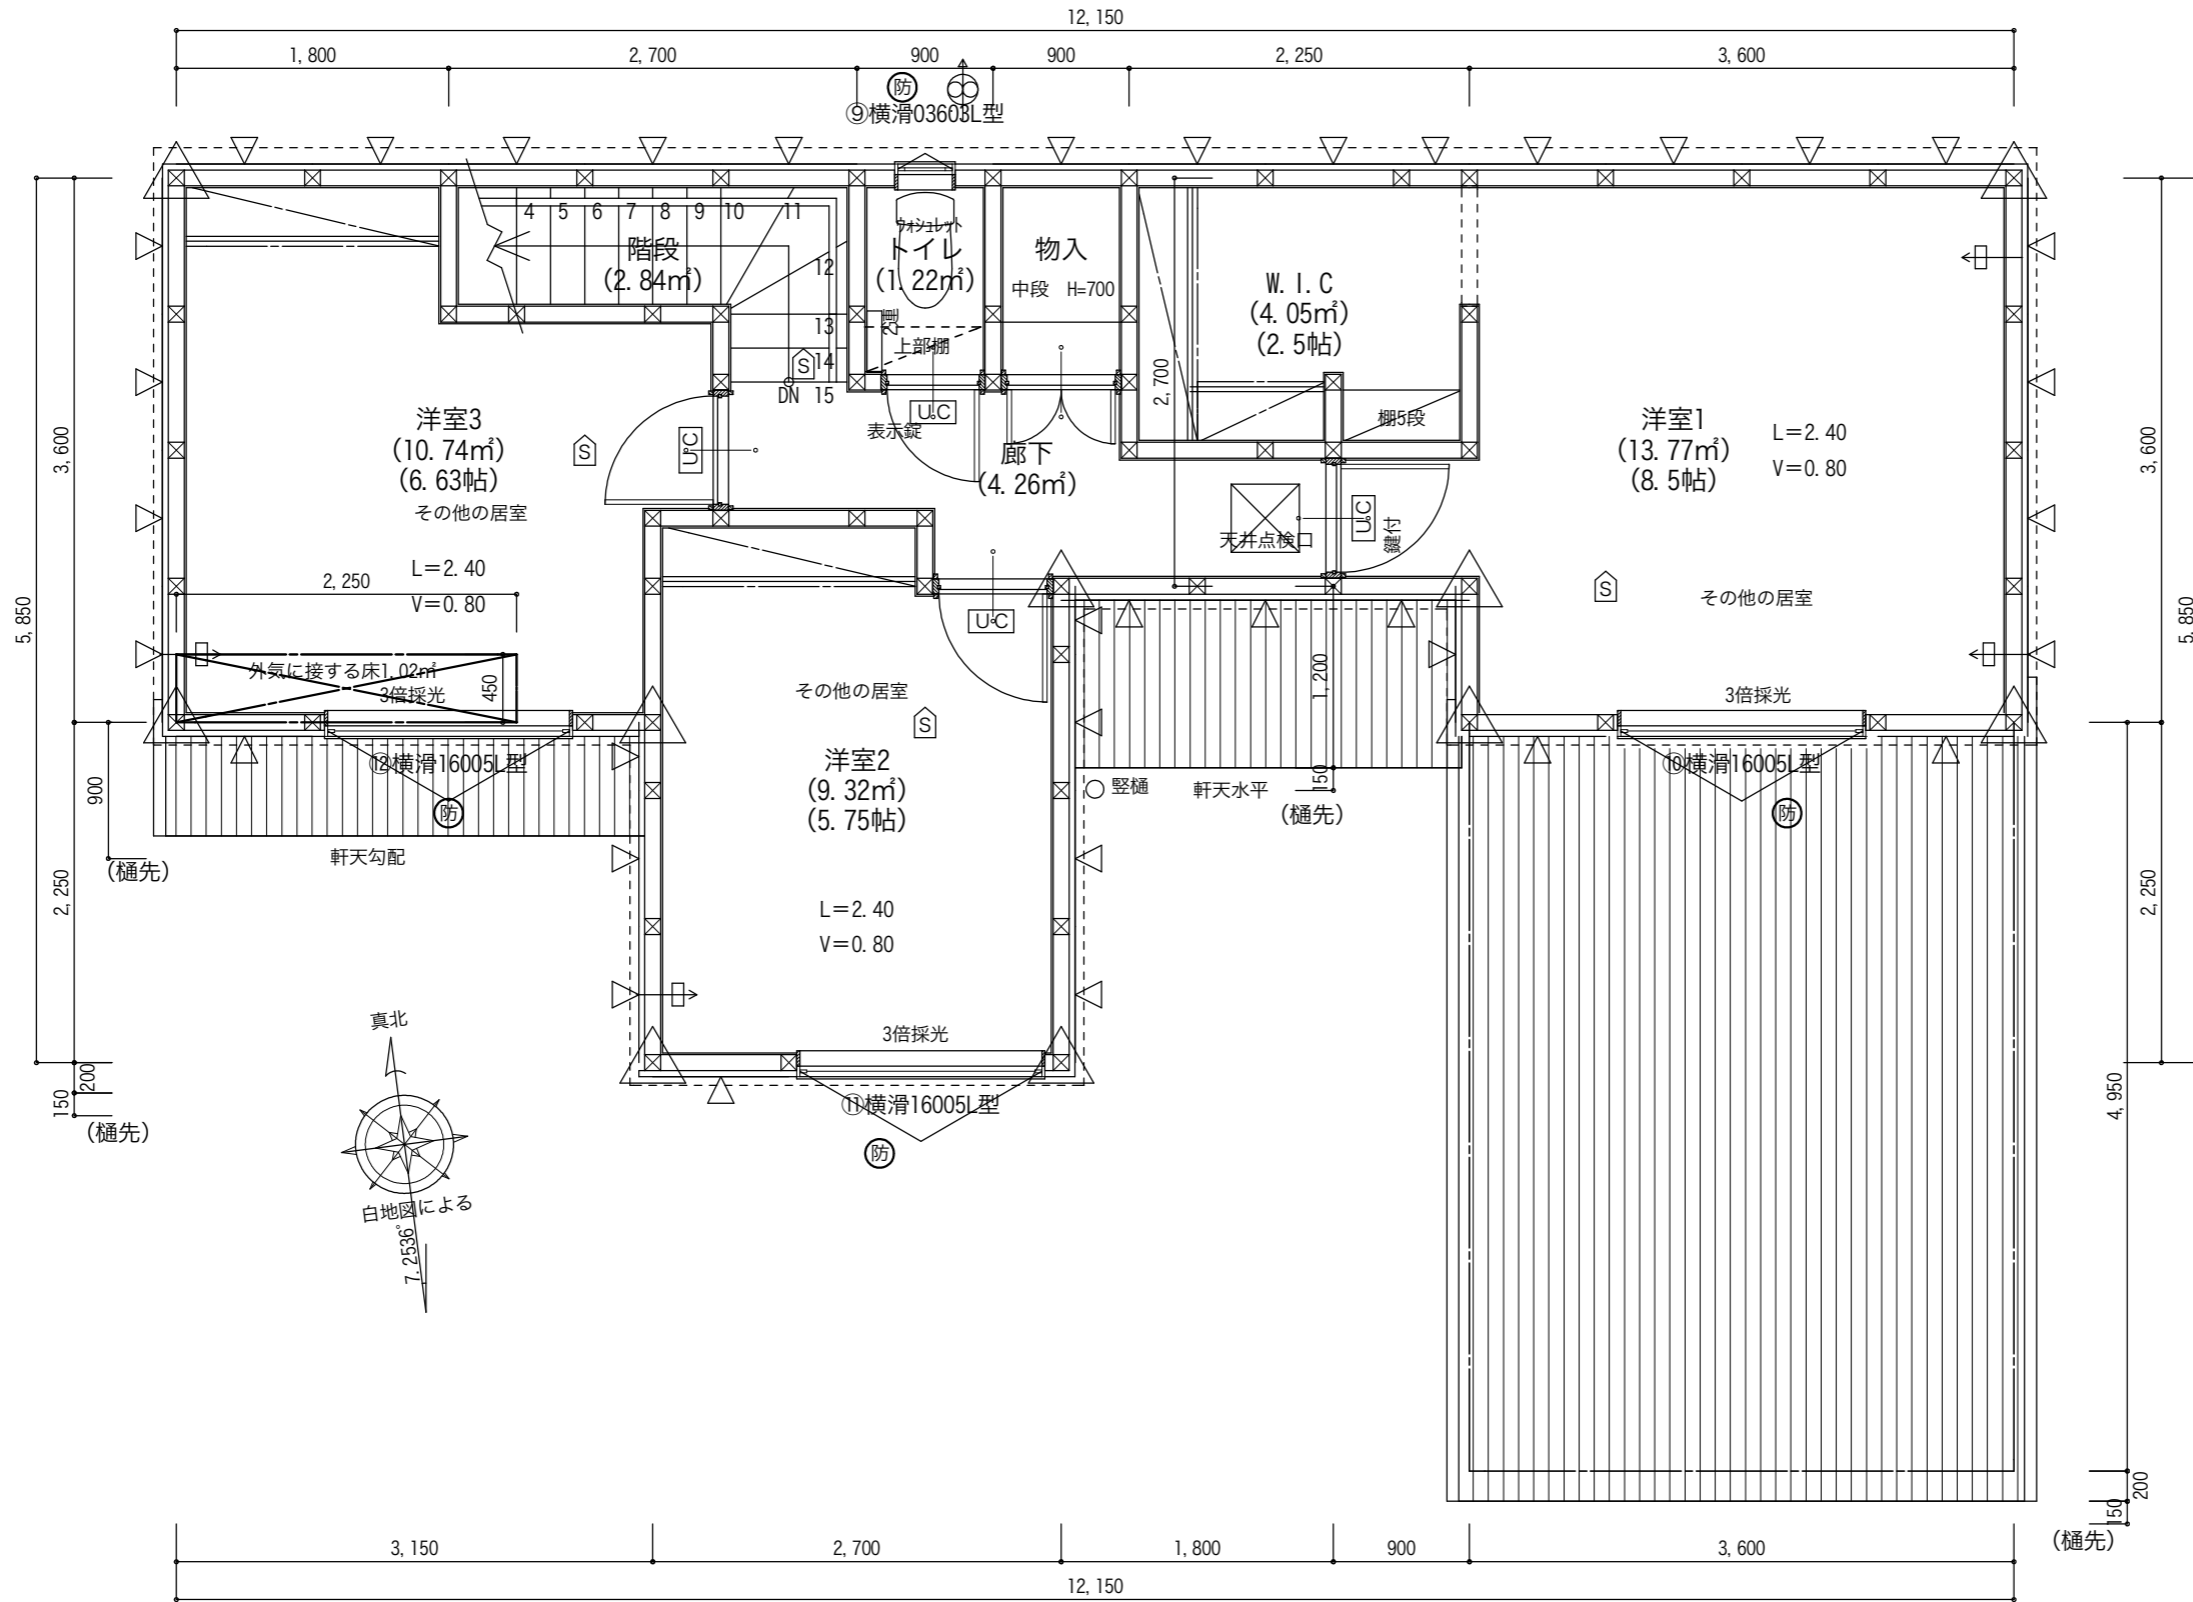 12,150
1,800
2,700
900
900
2,250
3,600
防
⑨横滑03603L型
4 5 6 7 8 9 10 11
12
13
14
DN 15
階段
(2.84㎡)
S
ウォシュレット
トイレ
(1.22㎡)
2連
上部棚
物入
中段 H=700
W.I.C
(4.05㎡)
(2.5帖)
2,700
棚5段
洋室3
(10.74㎡)
(6.63帖)
その他の居室
L=2.40
V=0.80
S
UC
表示錠
UC
廊下
(4.26㎡)
天井点検口
UC
鍵付
洋室1
(13.77㎡)
(8.5帖)
L=2.40
V=0.80
S
その他の居室
3,600
5,850
3,600
5,850
2,250
外気に接する床1.02㎡
3倍採光
450
⑫横滑16005L型
防
軒天勾配
900
(樋先)
2,250
200
150
(樋先)
UC
その他の居室
S
洋室2
(9.32㎡)
(5.75帖)
L=2.40
V=0.80
3倍採光
⑪横滑16005L型
防
1,200
150
竪樋
軒天水平
(樋先)
3倍採光
⑩横滑16005L型
防
2,250
4,950
200
150
(樋先)
真北
白地図による
7.2536°
3,150
2,700
1,800
900
3,600
12,150